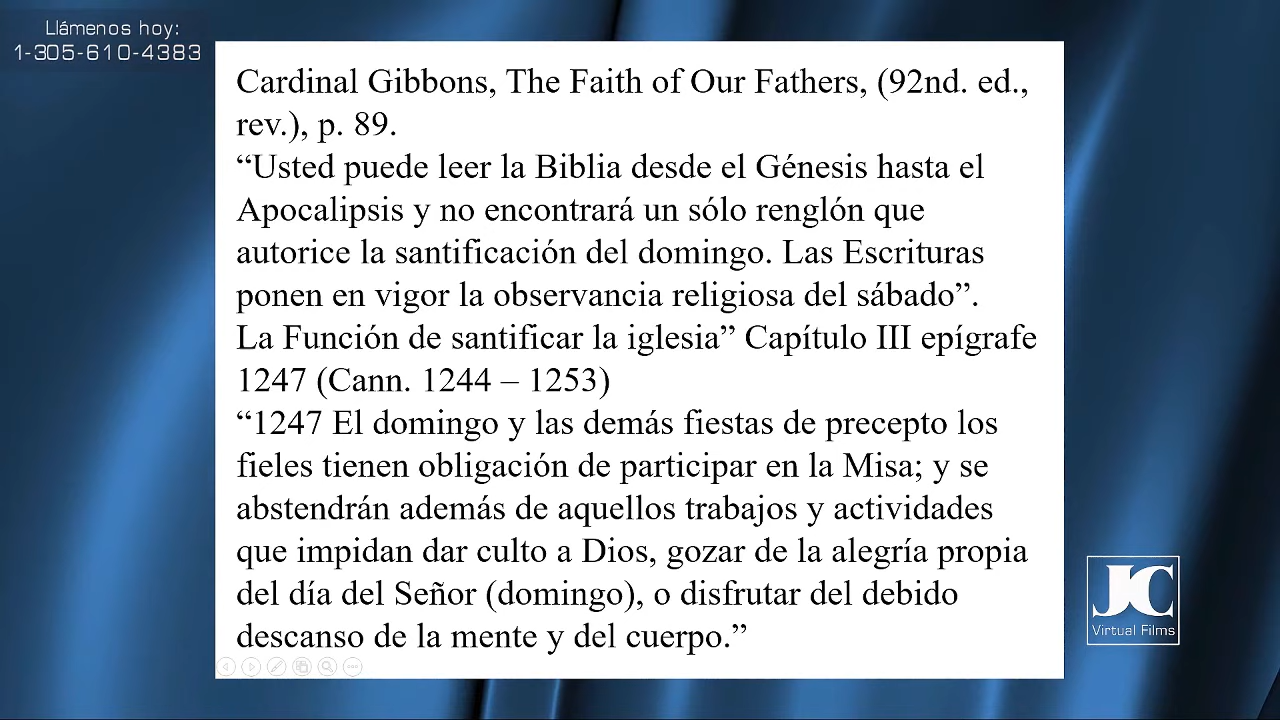 Llámenos hoy:
1-305-610-4383
Cardinal Gibbons, The Faith of Our Fathers, (92nd. ed.,
rev.), p. 89.
“Usted puede leer la Biblia desde el Génesis hasta el
Apocalipsis y no encontrará un sólo renglón que
autorice la santificación del domingo. Las Escrituras
ponen en vigor la observancia religiosa del sábado”.
La Función de santificar la iglesia” Capítulo III epígrafe
1247 (Cann. 1244 – 1253)
“1247 El domingo y las demás fiestas de precepto los
fieles tienen obligación de participar en la Misa; y se
abstendrán además de aquellos trabajos y actividades
que impidan dar culto a Dios, gozar de la alegría propia
del día del Señor (domingo), o disfrutar del debido
descanso de la mente y del cuerpo.”
JC
Virtual Films